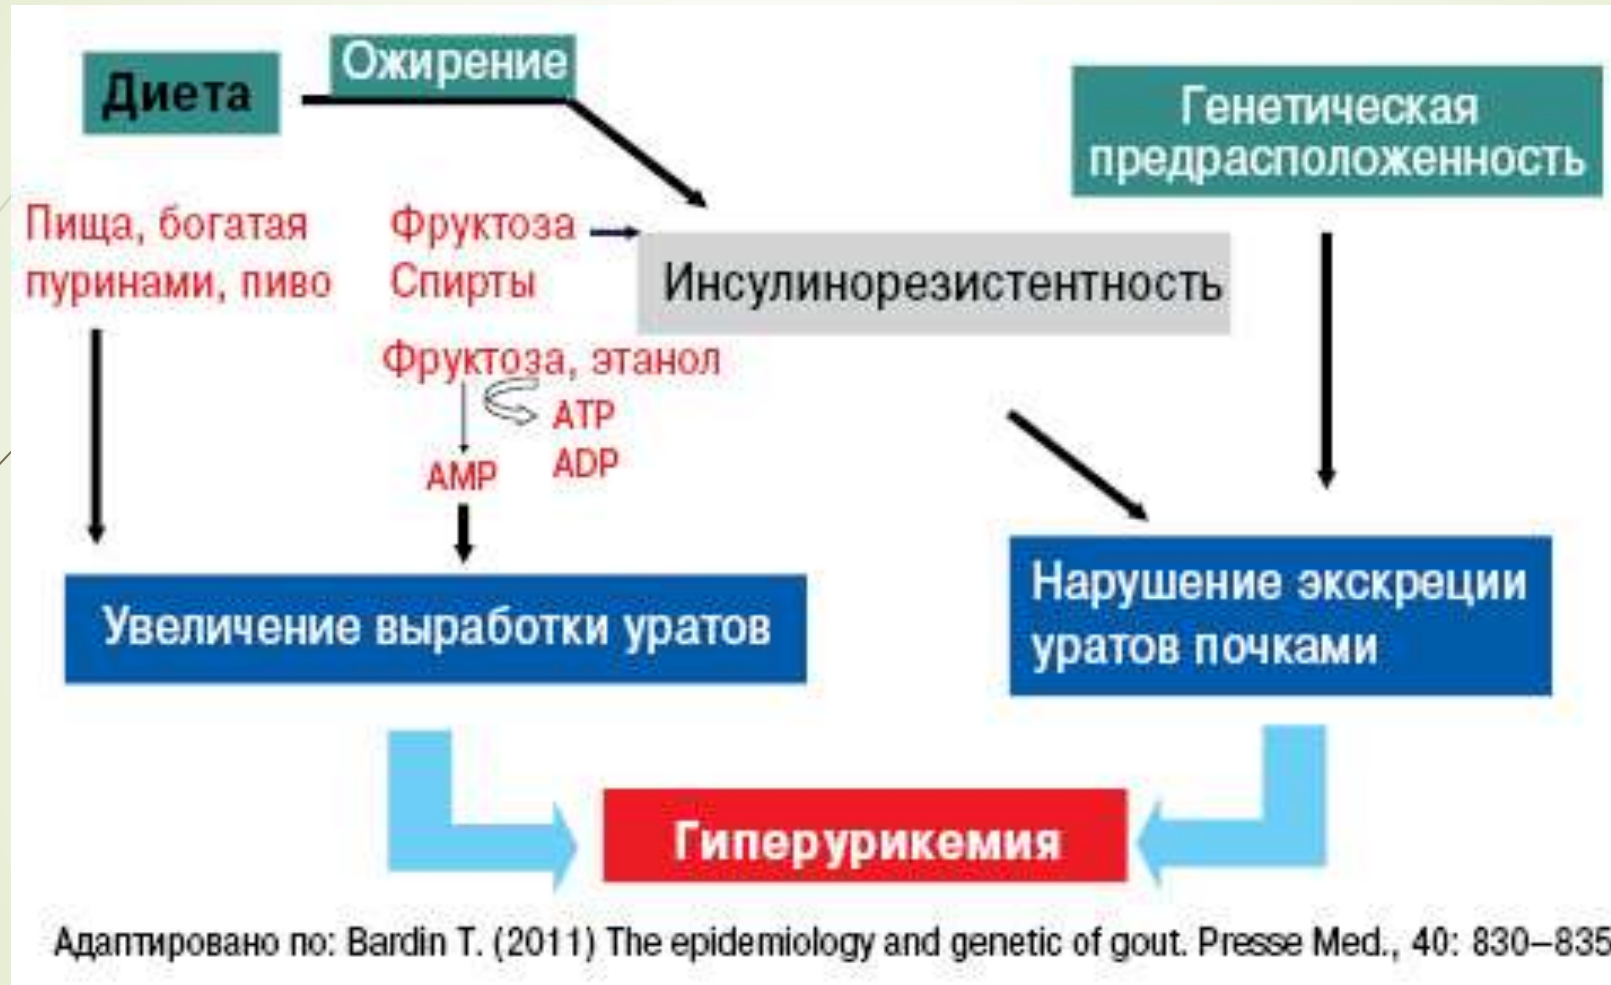 Диета
Ожирение
Генетическая
предрасположенность
Пища, богатая
пуринами, пиво
Фруктоза
Спирты
Инсулинорезистентность
Фруктоза, этанол
ATP
ADP
AMP
Увеличение выработки уратов
Нарушение экскреции
уратов почками
Гиперурикемия
Адаптировано по: Bardin T. (2011) The epidemiology and genetic of gout. Presse Med., 40: 830–835